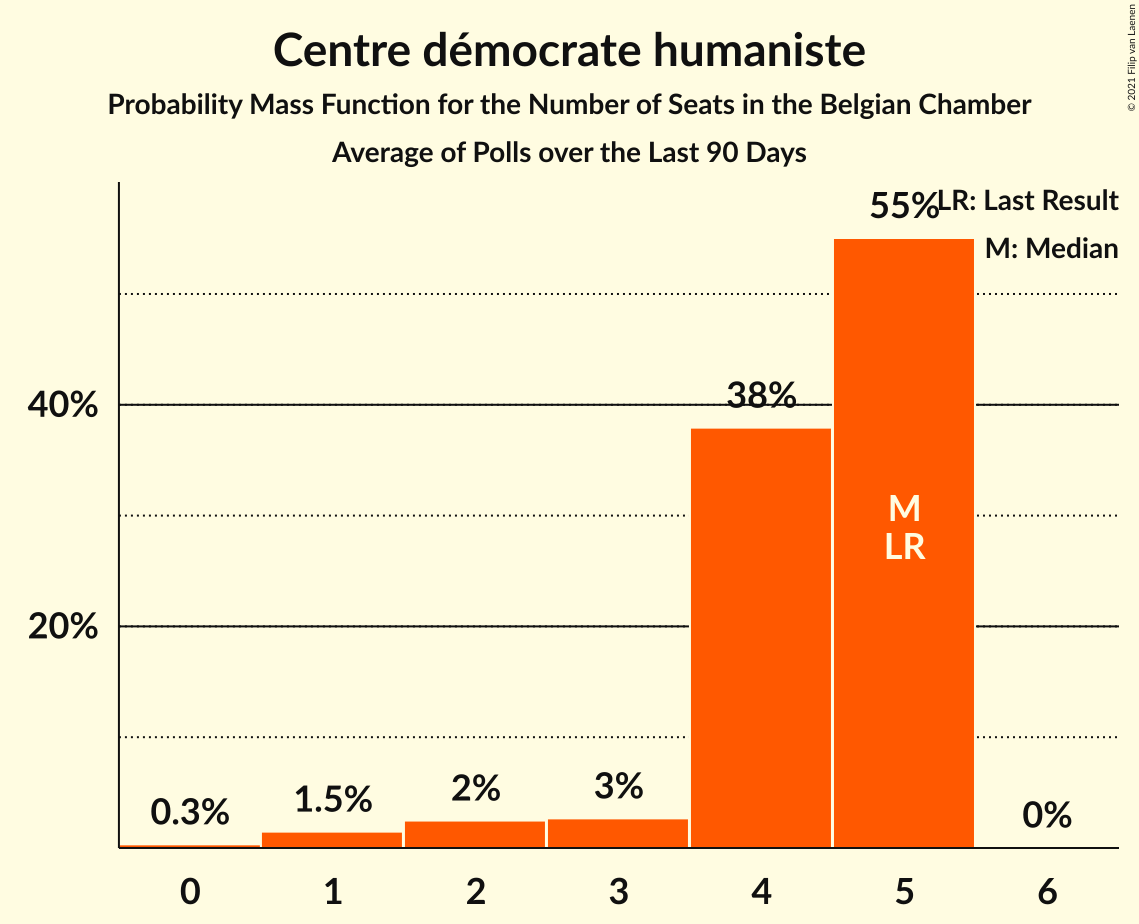 Centre démocrate humaniste
Probability Mass Function for the Number of Seats in the Belgian Chamber
Average of Polls over the Last 90 Days
© 2021 Filip van Laenen
LR: Last Result
M: Median
55%
40%
38%
M
LR
20%
0.3%
1.5%
2%
3%
0%
0 1 2 3 4 5 6